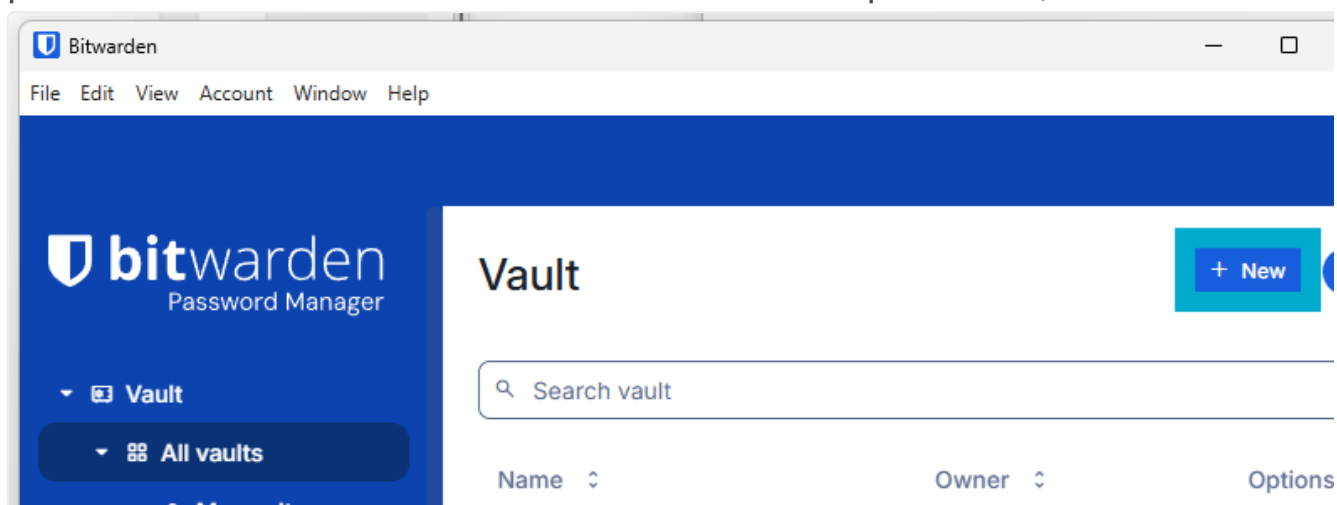 Bitwarden
File Edit View Account Window Help
bitwarden
Password Manager
Vault
+ New
Vault
Search vault
All vaults
Name
Owner
Options